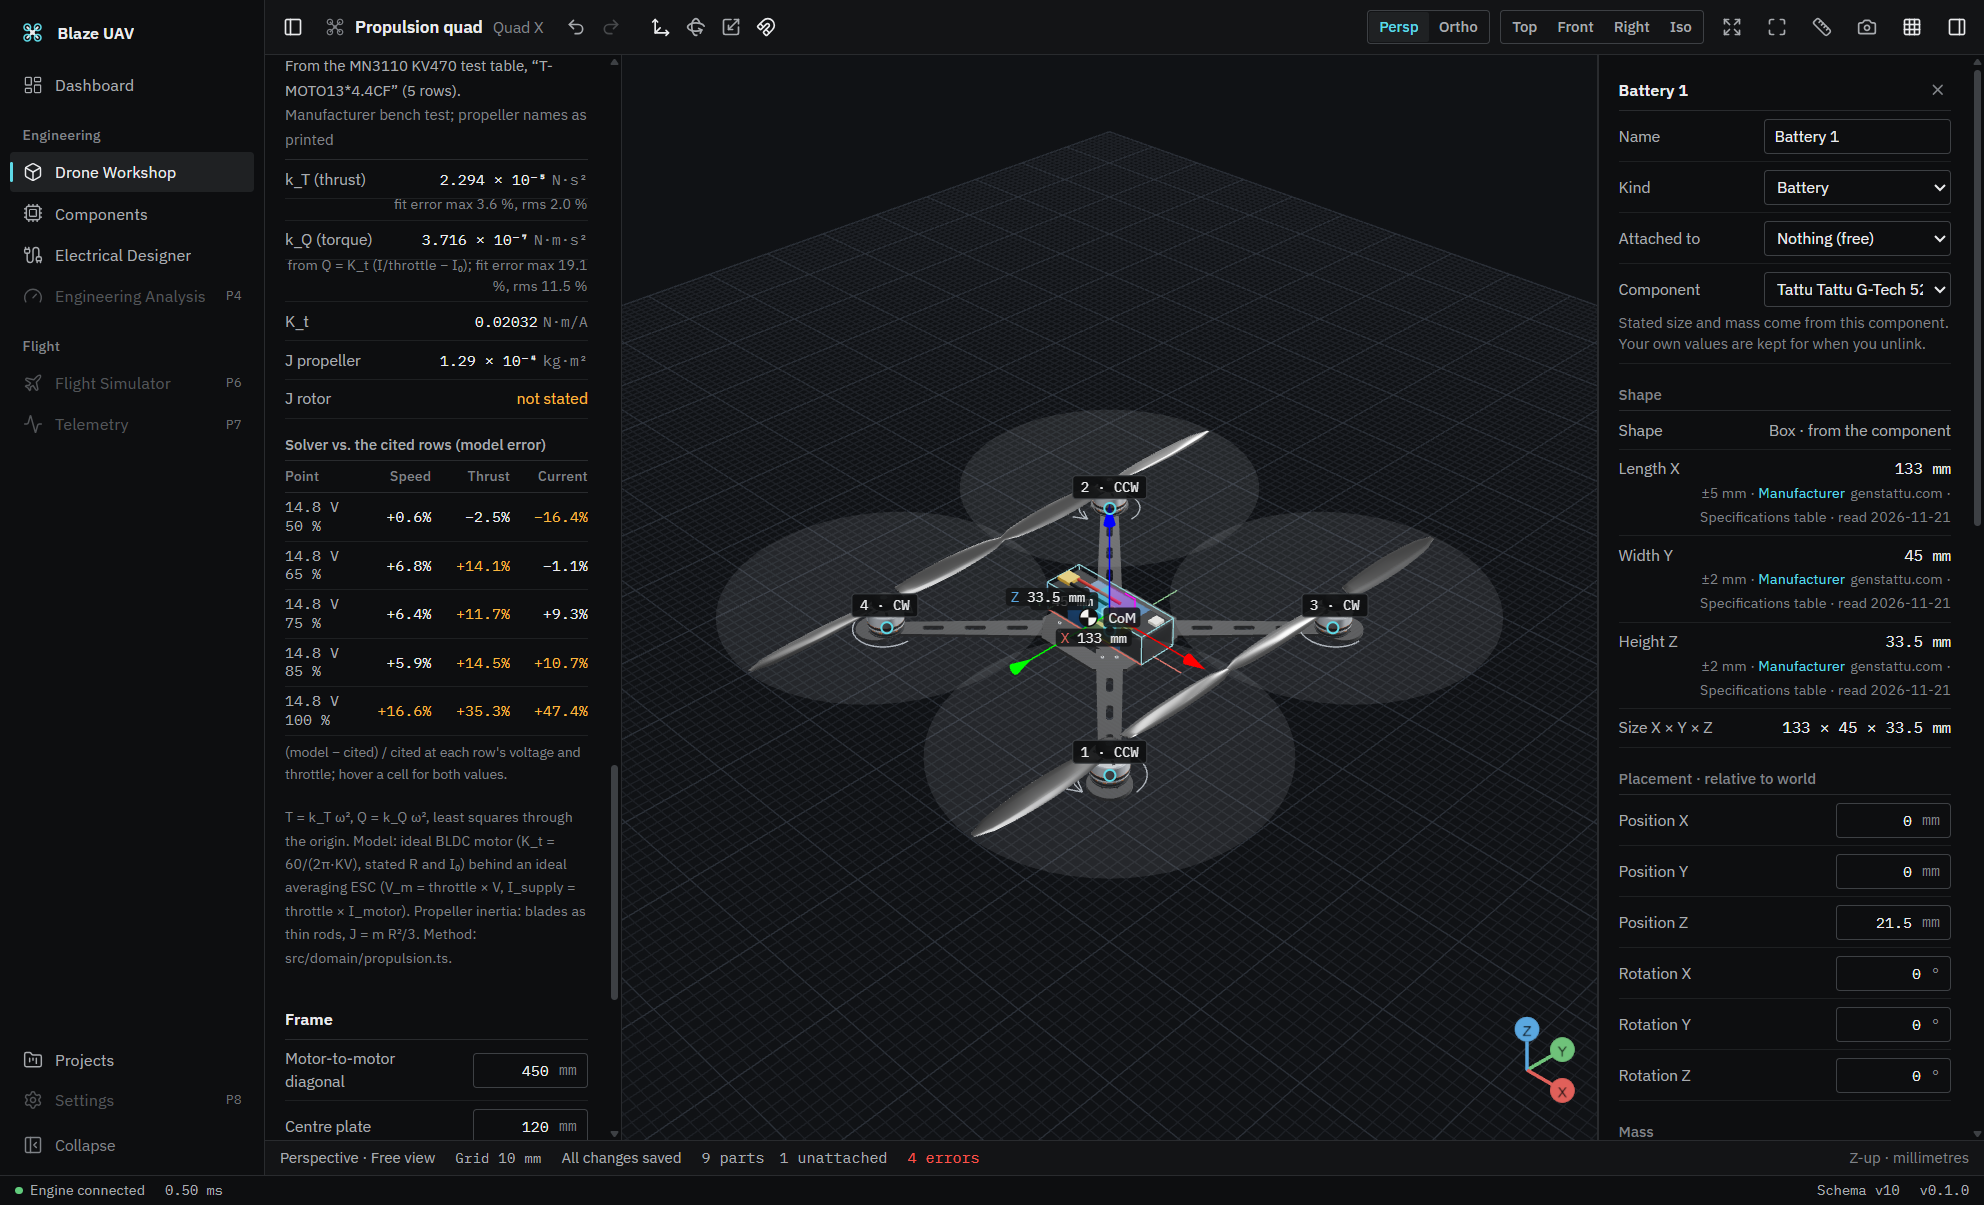 Blaze UAV
Dashboard
Engineering
Drone Workshop
Components
Electrical Designer
Engineering Analysis P4
Flight
Flight Simulator P6
Telemetry P7
Projects
Settings P8
Collapse
Propulsion quad Quad X
Persp Ortho
Top Front Right Iso
From the MN3110 KV470 test table, “T-
MOTO13*4.4CF” (5 rows).
Manufacturer bench test; propeller names as
printed
k_T (thrust) 2.294 × 10⁻⁵ N·s²
fit error max 3.6 %, rms 2.0 %
k_Q (torque) 3.716 × 10⁻⁷ N·m·s²
from Q = K_t (I/throttle − I₀); fit error max 19.1
%, rms 11.5 %
K_t 0.02032 N·m/A
J propeller 1.29 × 10⁻⁴ kg·m²
J rotor not stated
Solver vs. the cited rows (model error)
Point Speed Thrust Current
14.8 V
50 % +0.6% −2.5% −16.4%
14.8 V
65 % +6.8% +14.1% −1.1%
14.8 V
75 % +6.4% +11.7% +9.3%
14.8 V
85 % +5.9% +14.5% +10.7%
14.8 V
100 % +16.6% +35.3% +47.4%
(model − cited) / cited at each row's voltage and
throttle; hover a cell for both values.
T = k_T ω², Q = k_Q ω², least squares through
the origin. Model: ideal BLDC motor (K_t =
60/(2π·KV), stated R and I₀) behind an ideal
averaging ESC (V_m = throttle × V, I_supply =
throttle × I_motor). Propeller inertia: blades as
thin rods, J = m R²/3. Method:
src/domain/propulsion.ts.
Frame
Motor-to-motor
diagonal 450 mm
Centre plate 120 mm
2 · CCW
4 · CW
3 · CW
Z 33.5 mm
CoM
X 133 mm
1 · CCW
Z
Y
X
Battery 1
Name Battery 1
Kind Battery
Attached to Nothing (free)
Component Tattu Tattu G-Tech 52
Stated size and mass come from this component.
Your own values are kept for when you unlink.
Shape
Shape Box · from the component
Length X 133 mm
±5 mm · Manufacturer genstattu.com ·
Specifications table · read 2026-11-21
Width Y 45 mm
±2 mm · Manufacturer genstattu.com ·
Specifications table · read 2026-11-21
Height Z 33.5 mm
±2 mm · Manufacturer genstattu.com ·
Specifications table · read 2026-11-21
Size X × Y × Z 133 × 45 × 33.5 mm
Placement · relative to world
Position X 0 mm
Position Y 0 mm
Position Z 21.5 mm
Rotation X 0 °
Rotation Y 0 °
Rotation Z 0 °
Mass
Perspective · Free view Grid 10 mm All changes saved 9 parts 1 unattached 4 errors
Z-up · millimetres
Engine connected 0.50 ms
Schema v10 v0.1.0